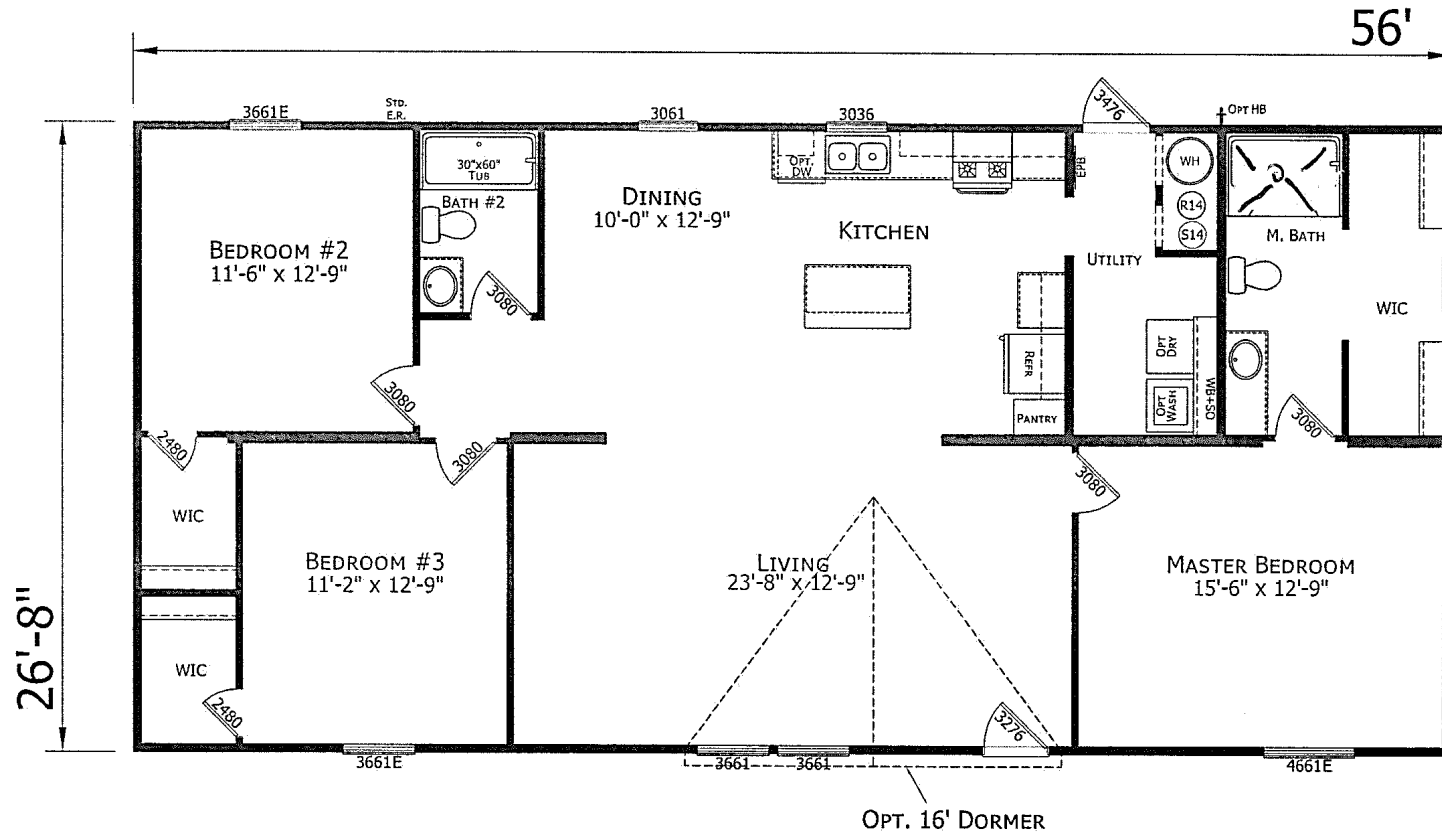 56'
26'-8"
3661E
STD.
E.R.
3061
3036
3476
OPT HB
30"x60"
TUB
BATH #2
BEDROOM #2
11'-6" x 12'-9"
DINING
10'-0" x 12'-9"
OPT.
DW
KITCHEN
EPB
WH
R14
S14
UTILITY
M. BATH
WIC
3080
3080
REFR
PANTRY
OPT
DRY
OPT
WASH
WB+SO
3080
2480
3080
3080
WIC
BEDROOM #3
11'-2" x 12'-9"
LIVING
23'-8" x 12'-9"
MASTER BEDROOM
15'-6" x 12'-9"
WIC
2480
3276
3661E
3661
3661
4661E
OPT. 16' DORMER